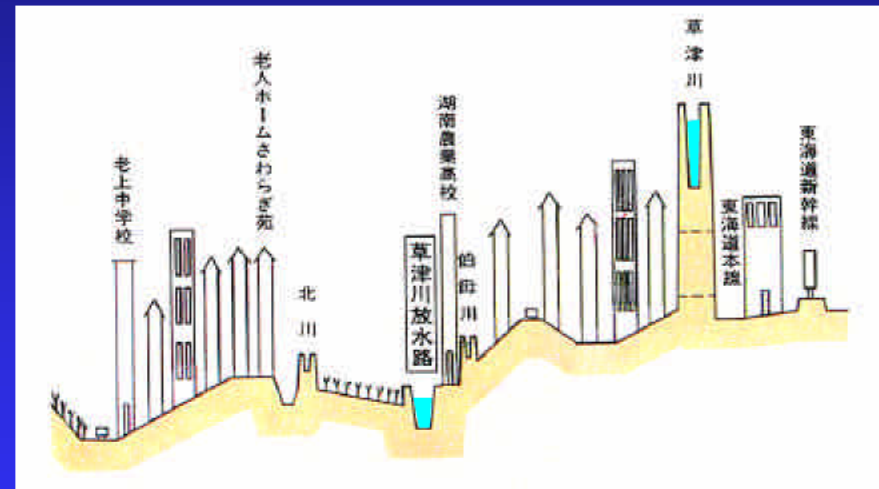 老上中学校
老人ホームさわらぎ苑
北川
草津川放水路
湖南農業高校
伯母川
草津川
東海道本線
東海道新幹線